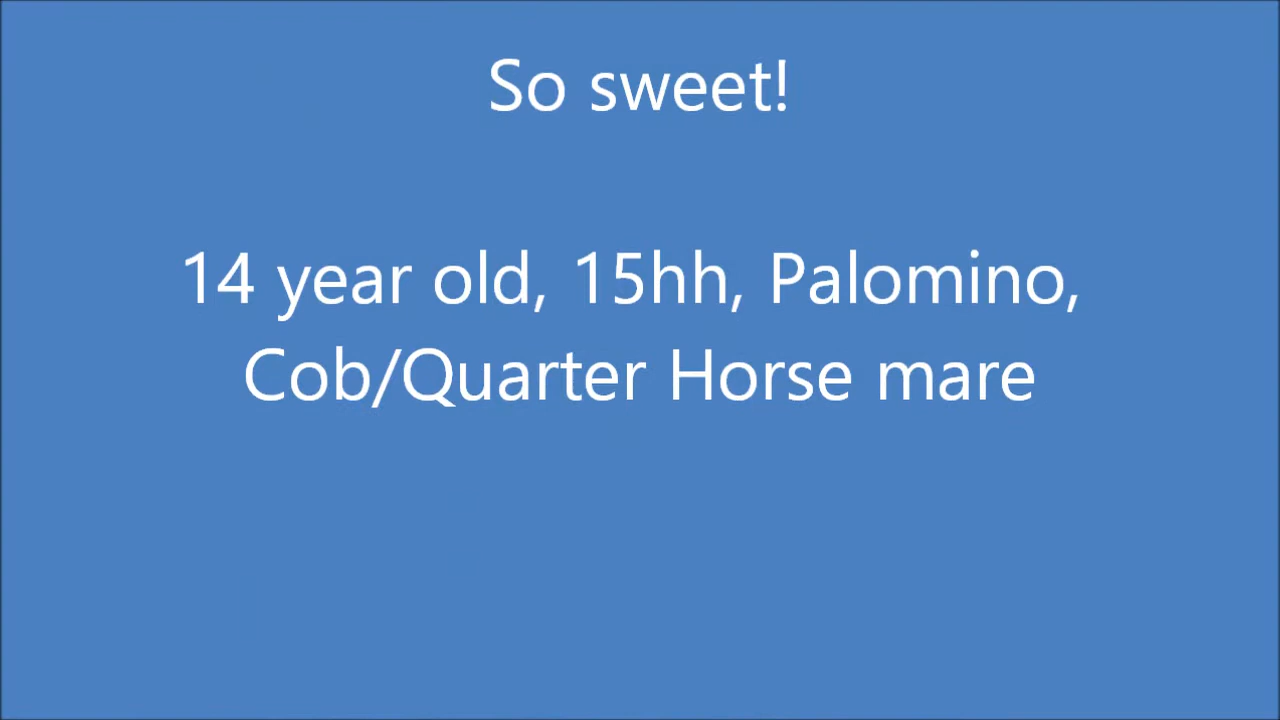 So sweet!
14 year old, 15hh, Palomino,
Cob/Quarter Horse mare